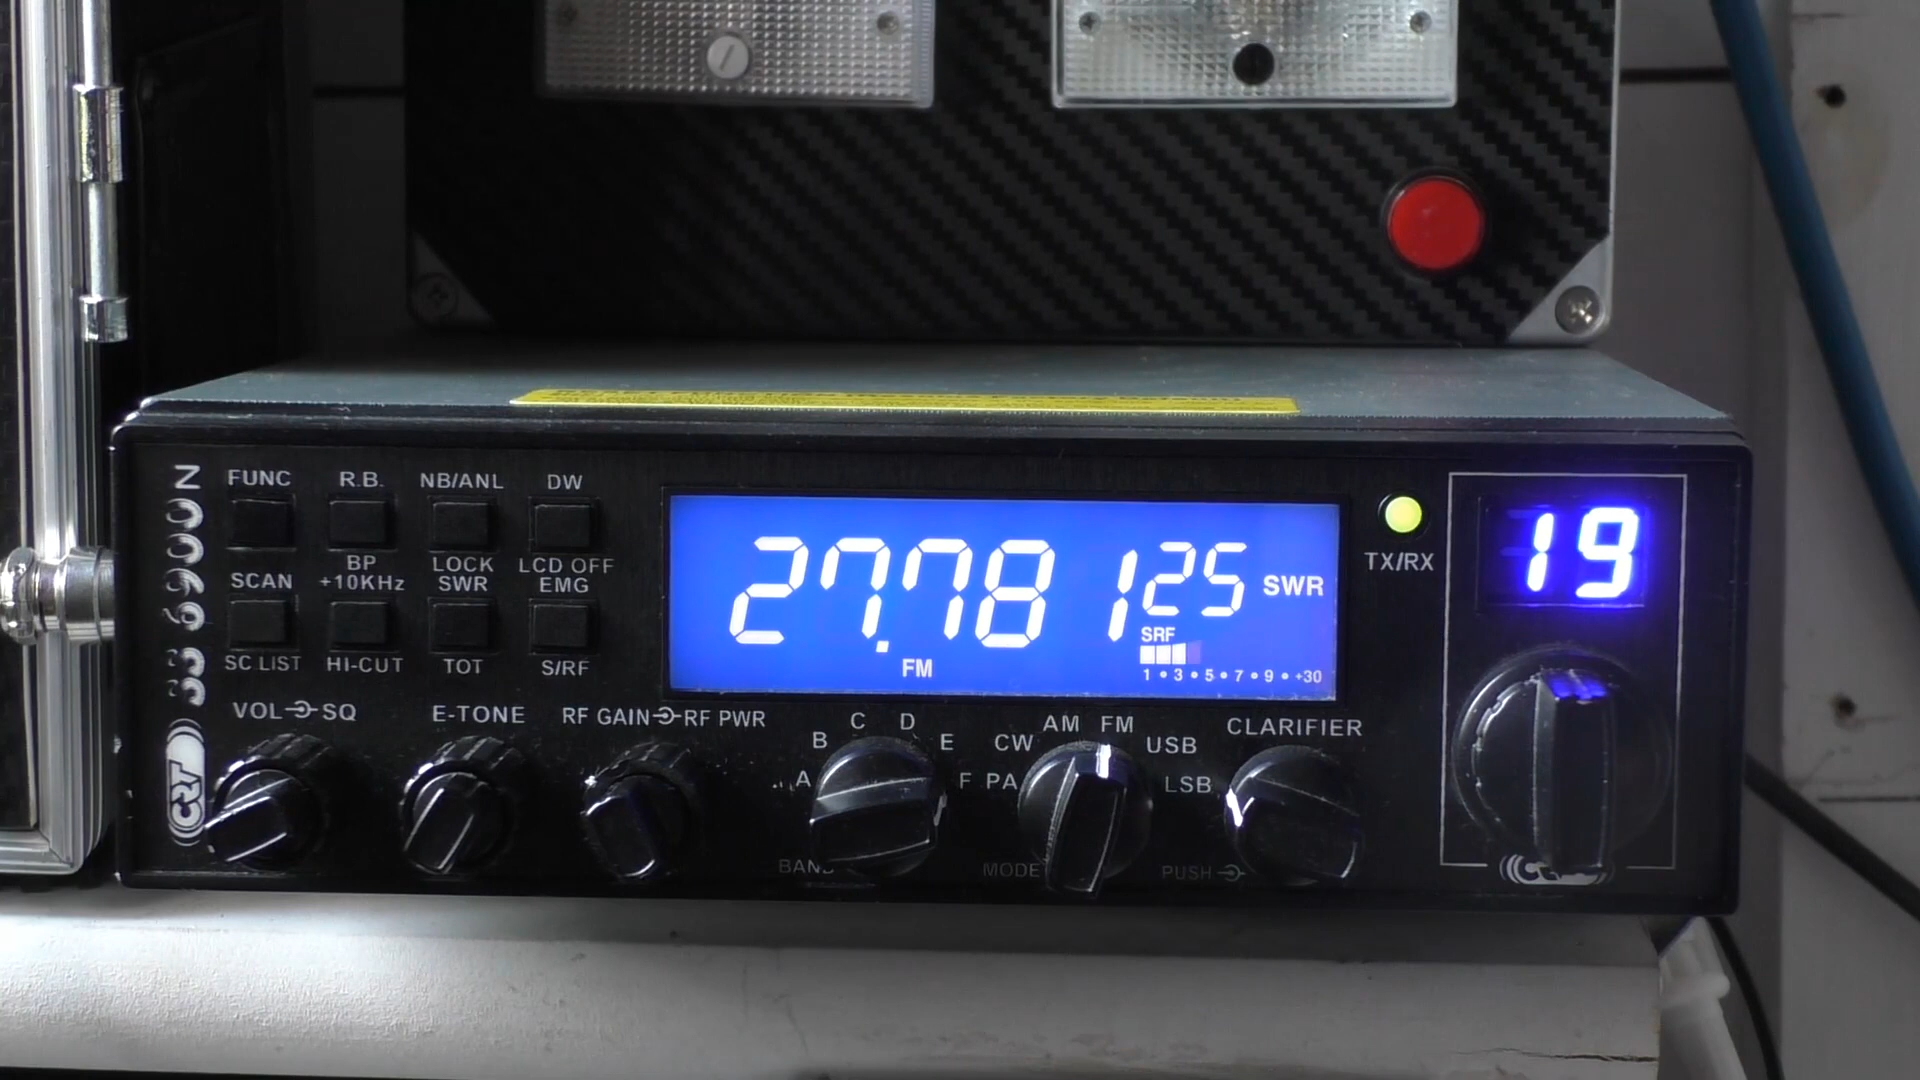 SS 6900N
CRT
FUNC R.B. NB/ANL DW
BP LOCK LCD OFF
SCAN +10KHz SWR EMG
SC.LIST HI-CUT TOT S/RF
27.78125 SWR
SRF
FM 1 • 3 • 5 • 7 • 9 • +30
TX/RX
19
VOL SQ E-TONE RF GAIN RF PWR
A B C D E F
BAND
PA CW AM FM USB LSB
MODE
CLARIFIER
PUSH